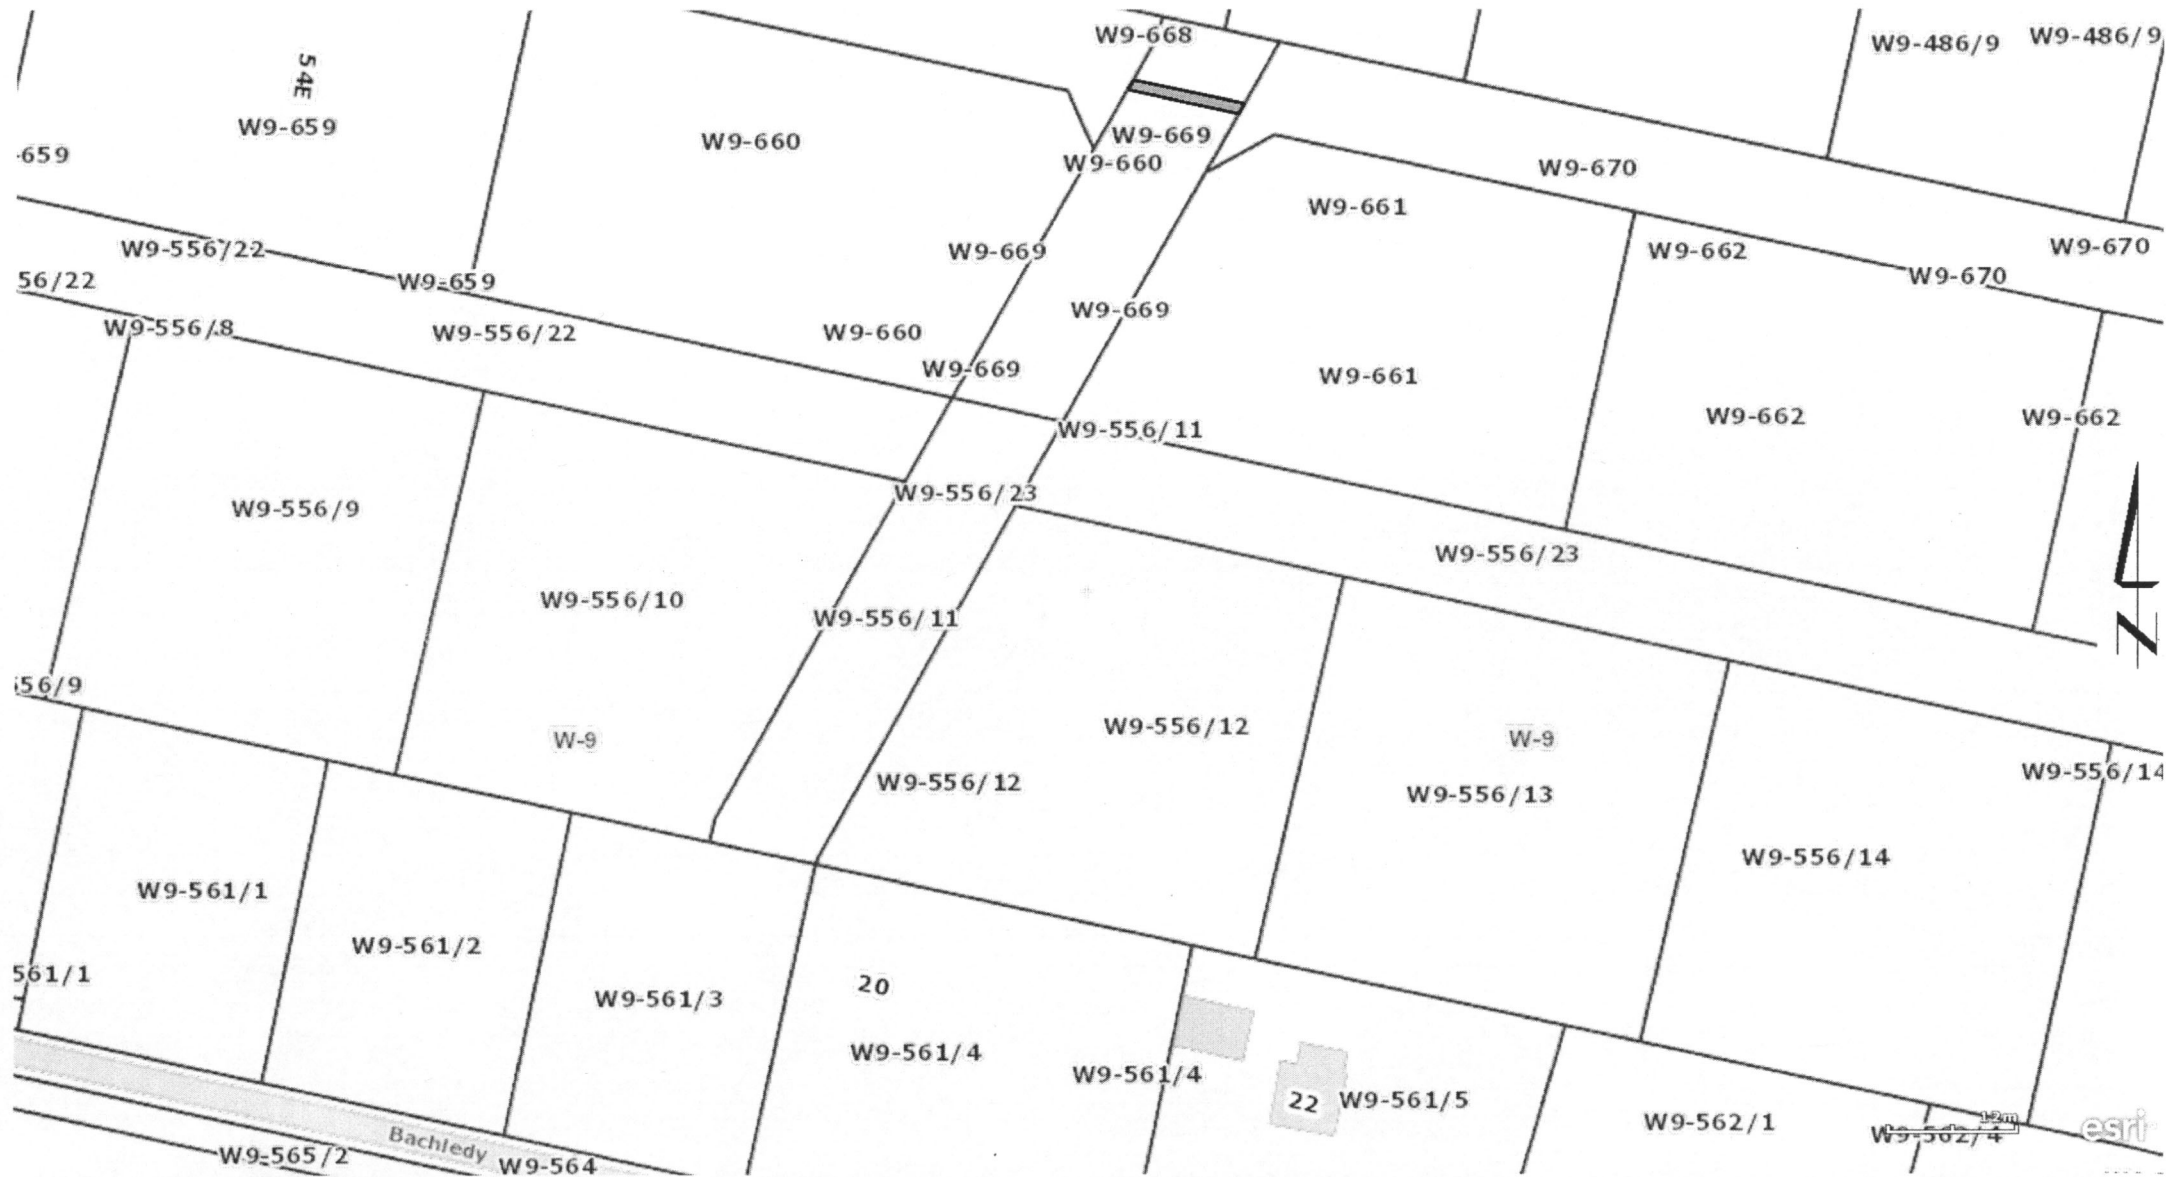 W9-668
W9-486/9
W9-486/9
54E
W9-659
-659
W9-660
W9-669
W9-660
W9-670
W9-661
W9-556/22
W9-669
W9-662
W9-670
W9-670
56/22
W9-659
W9-669
W9-556/8
W9-556/22
W9-660
W9-669
W9-661
W9-662
W9-662
W9-556/11
W9-556/23
W9-556/9
W9-556/23
W9-556/10
W9-556/11
N
56/9
W-9
W9-556/12
W-9
W9-556/12
W9-556/13
W9-556/14
W9-556/14
W9-561/1
W9-561/2
561/1
W9-561/3
20
W9-561/4
W9-561/4
22
W9-561/5
W9-562/1
12m
W9-562/4
esri
Bachledy
W9-565/2
W9-564